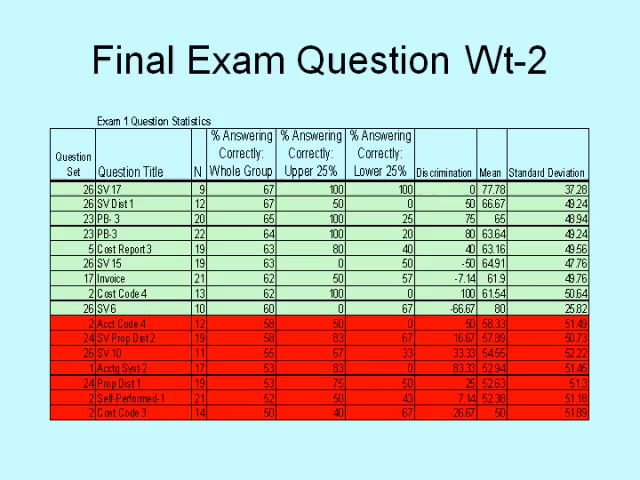 Final Exam Question Wt-2
Exam 1 Question Statistics
Question Set Question Title N % Answering Correctly: Whole Group % Answering Correctly: Upper 25% % Answering Correctly: Lower 25% Discrimination Mean Standard Deviation
26 SV 17 9 67 100 100 0 77.78 37.28
26 SV Dist 1 12 67 50 0 50 66.67 49.24
23 PB- 3 20 65 100 25 75 65 48.94
23 PB-3 22 64 100 20 80 63.64 49.24
5 Cost Report 3 19 63 80 40 40 63.16 49.56
26 SV 15 19 63 0 50 -50 64.91 47.76
17 Invoice 21 62 50 57 -7.14 61.9 49.76
2 Cost Code 4 13 62 100 0 100 61.54 50.64
26 SV 6 10 60 0 67 -66.67 80 25.82
2 Acct Code 4 12 58 50 0 50 58.33 51.49
24 SV Prop Dist 2 19 58 83 67 16.67 57.89 50.73
26 SV 10 11 55 67 33 33.33 54.55 52.22
1 Acctg Syst-2 17 53 83 0 83.33 52.94 51.45
24 Prop Dist 1 19 53 75 50 25 52.63 51.3
2 Self-Performed-1 21 52 50 43 7.14 52.38 51.18
2 Cost Code 3 14 50 40 67 -26.67 50 51.89